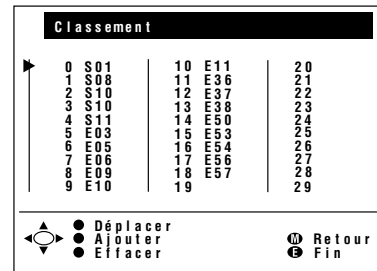 Classement
0 S01 10 E11 20
1 S08 11 E36 21
2 S10 12 E37 22
3 S10 13 E38 23
4 S11 14 E50 24
5 E03 15 E53 25
6 E05 16 E54 26
7 E06 17 E56 27
8 E09 18 E57 28
9 E10 19 29
Déplacer
Ajouter M Retour
Effacer E Fin